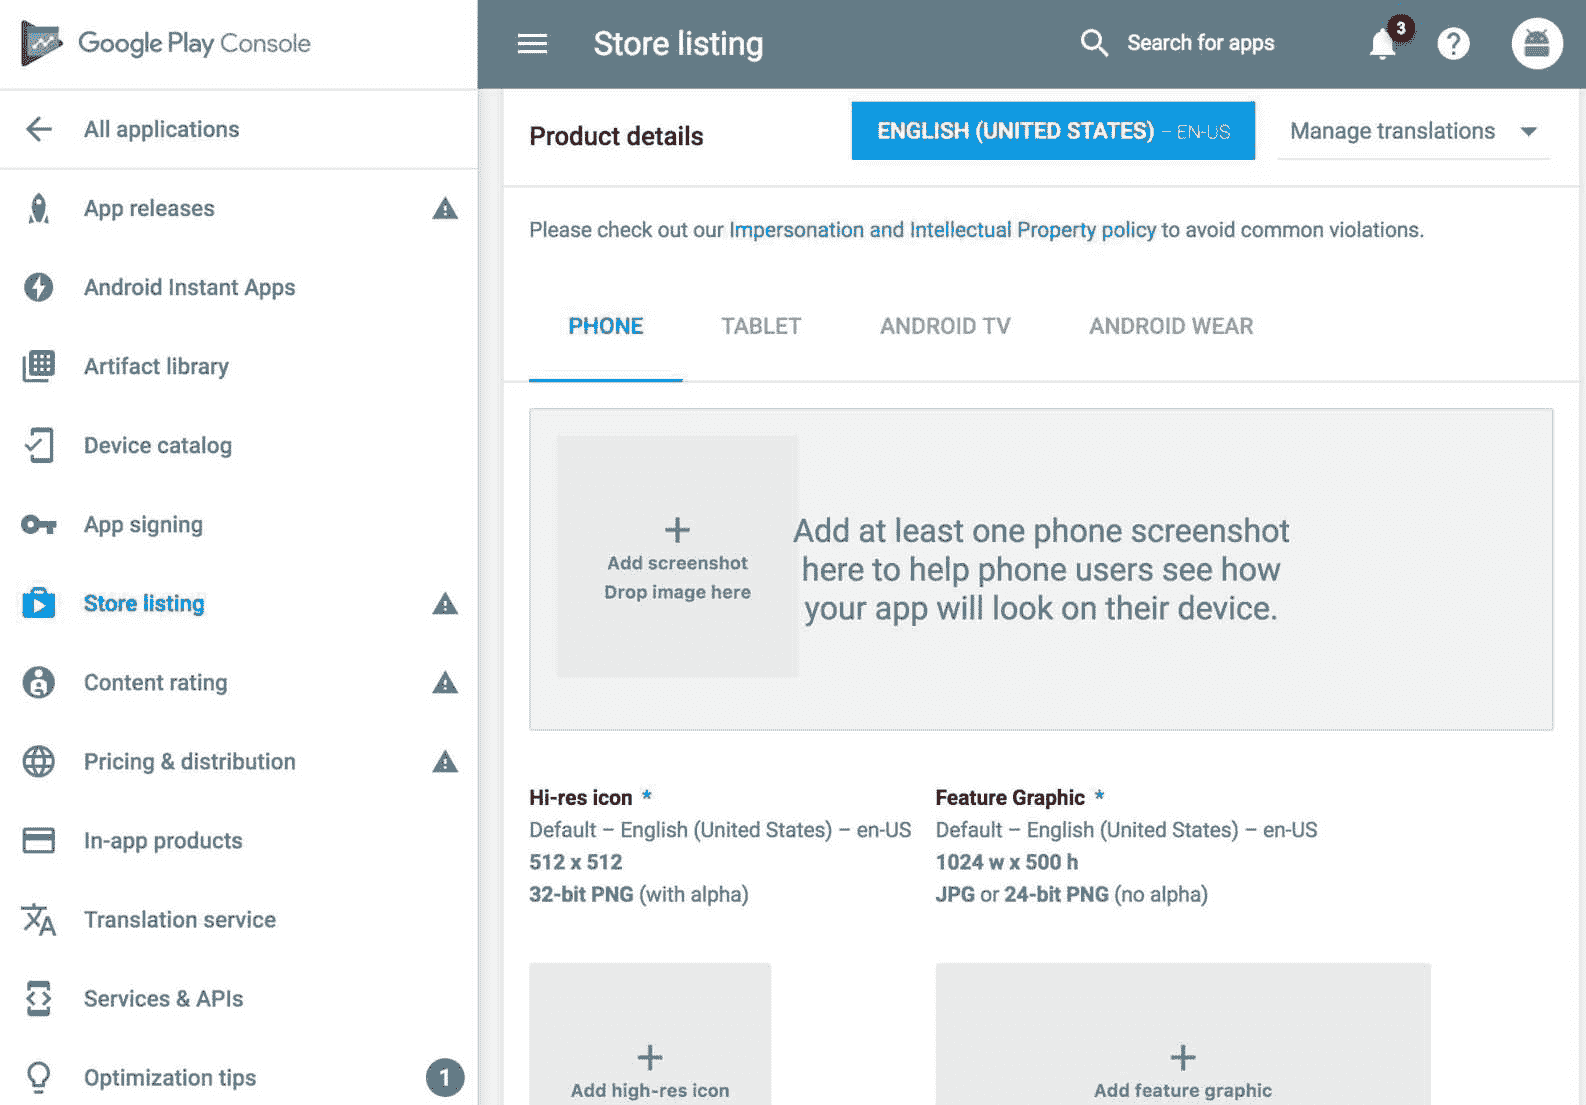 Google Play Console
All applications
App releases
Android Instant Apps
Artifact library
Device catalog
App signing
Store listing
Content rating
Pricing & distribution
In-app products
Translation service
Services & APIs
Optimization tips 1
Store listing
Search for apps
3
Product details
ENGLISH (UNITED STATES) – EN-US
Manage translations
Please check out our Impersonation and Intellectual Property policy to avoid common violations.
PHONE TABLET ANDROID TV ANDROID WEAR
Add screenshot
Drop image here
Add at least one phone screenshot
here to help phone users see how
your app will look on their device.
Hi-res icon *
Default – English (United States) – en-US
512 x 512
32-bit PNG (with alpha)
Feature Graphic *
Default – English (United States) – en-US
1024 w x 500 h
JPG or 24-bit PNG (no alpha)
Add high-res icon
Add feature graphic